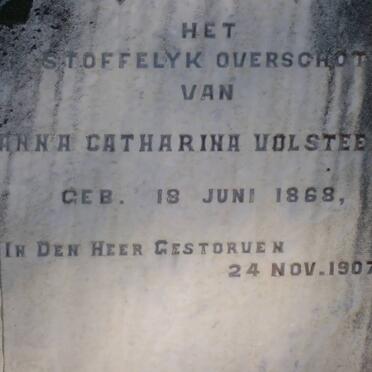 HET
STOFFELYK OVERSCHOT
VAN
ANNA CATHARINA VOLSTEE
GEB. 18 JUNI 1868,
IN DEN HEER GESTORVEN
24 NOV. 1907